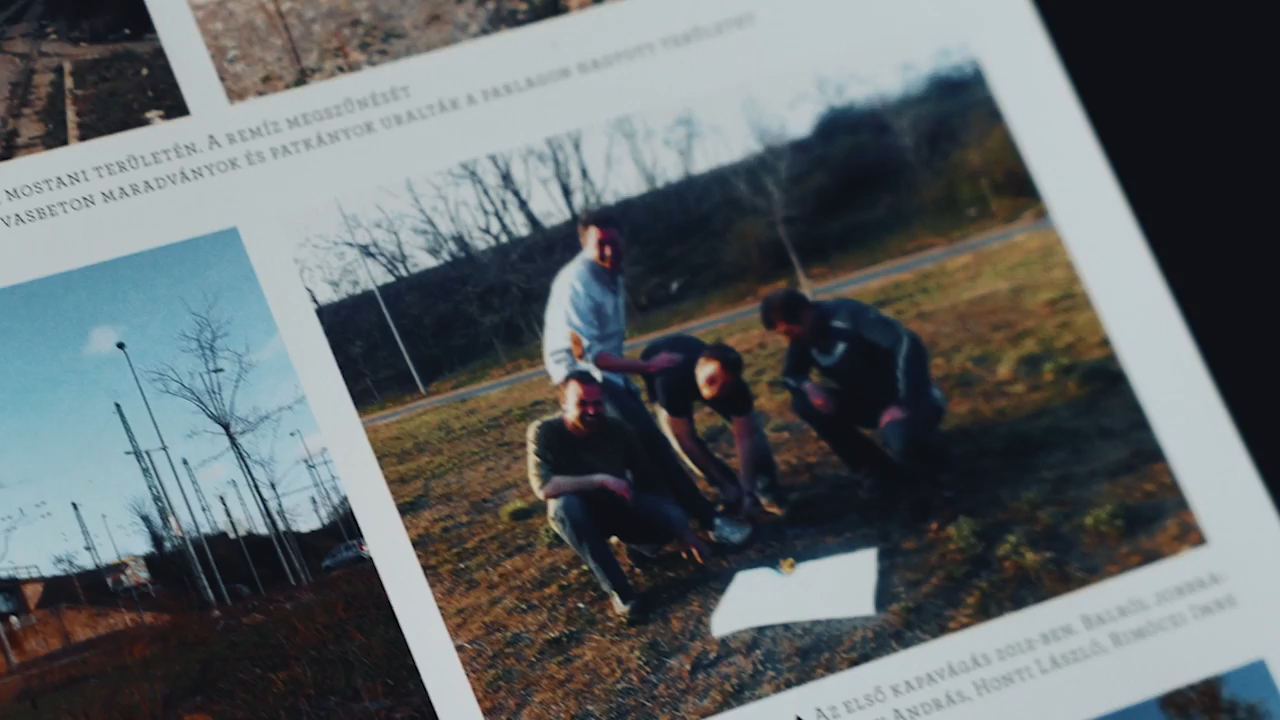 MOSTANI TERÜLETÉN. A REMÍZ MEGSZŰNÉSÉT
VASBETON MARADVÁNYOK ÉS PATKÁNYOK URALTÁK A PARLAGON HAGYOTT TERÜLETET
AZ ELSŐ KAPAVÁGÁS 2012-BEN. BALRÓL JOBBRA:
ANDRÁS, HONTI LÁSZLÓ, RIMÓCZI IMRE